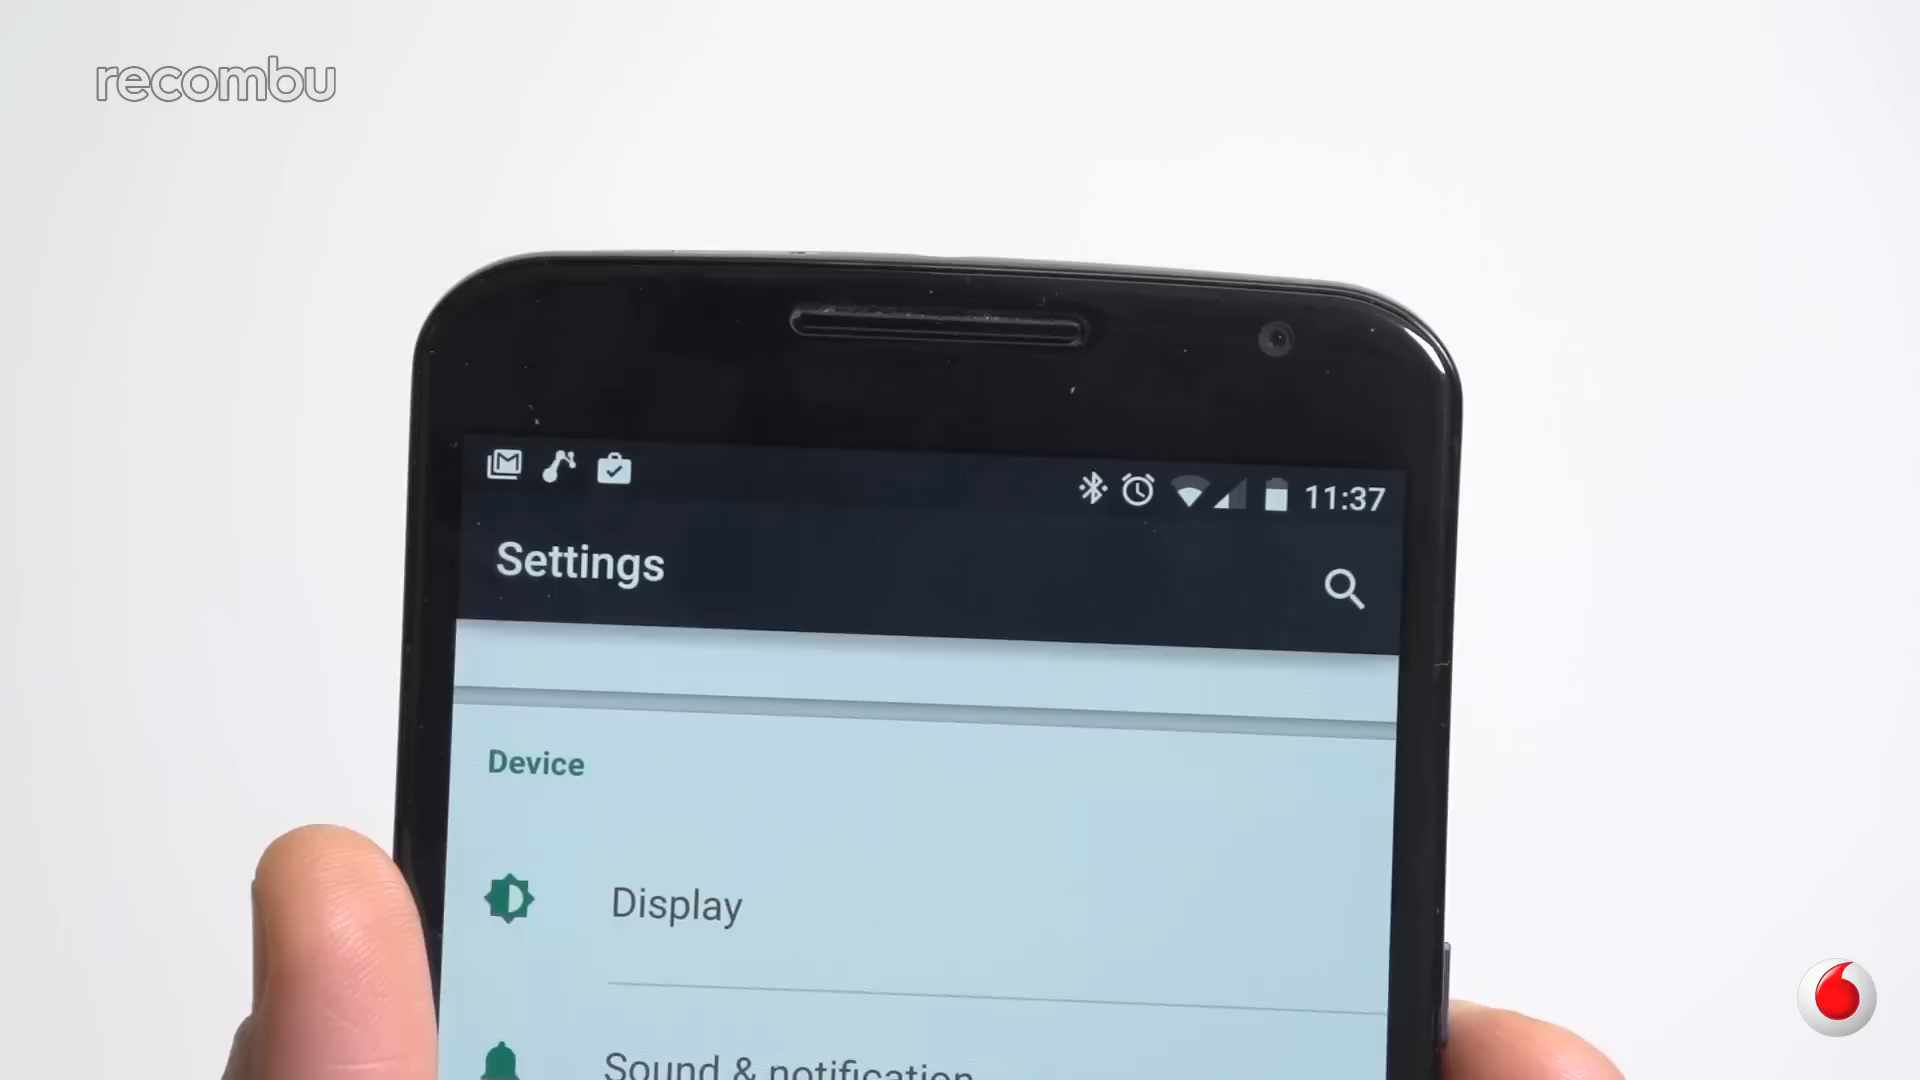 recombu
11:37
Settings
Device
Display
Sound & notification